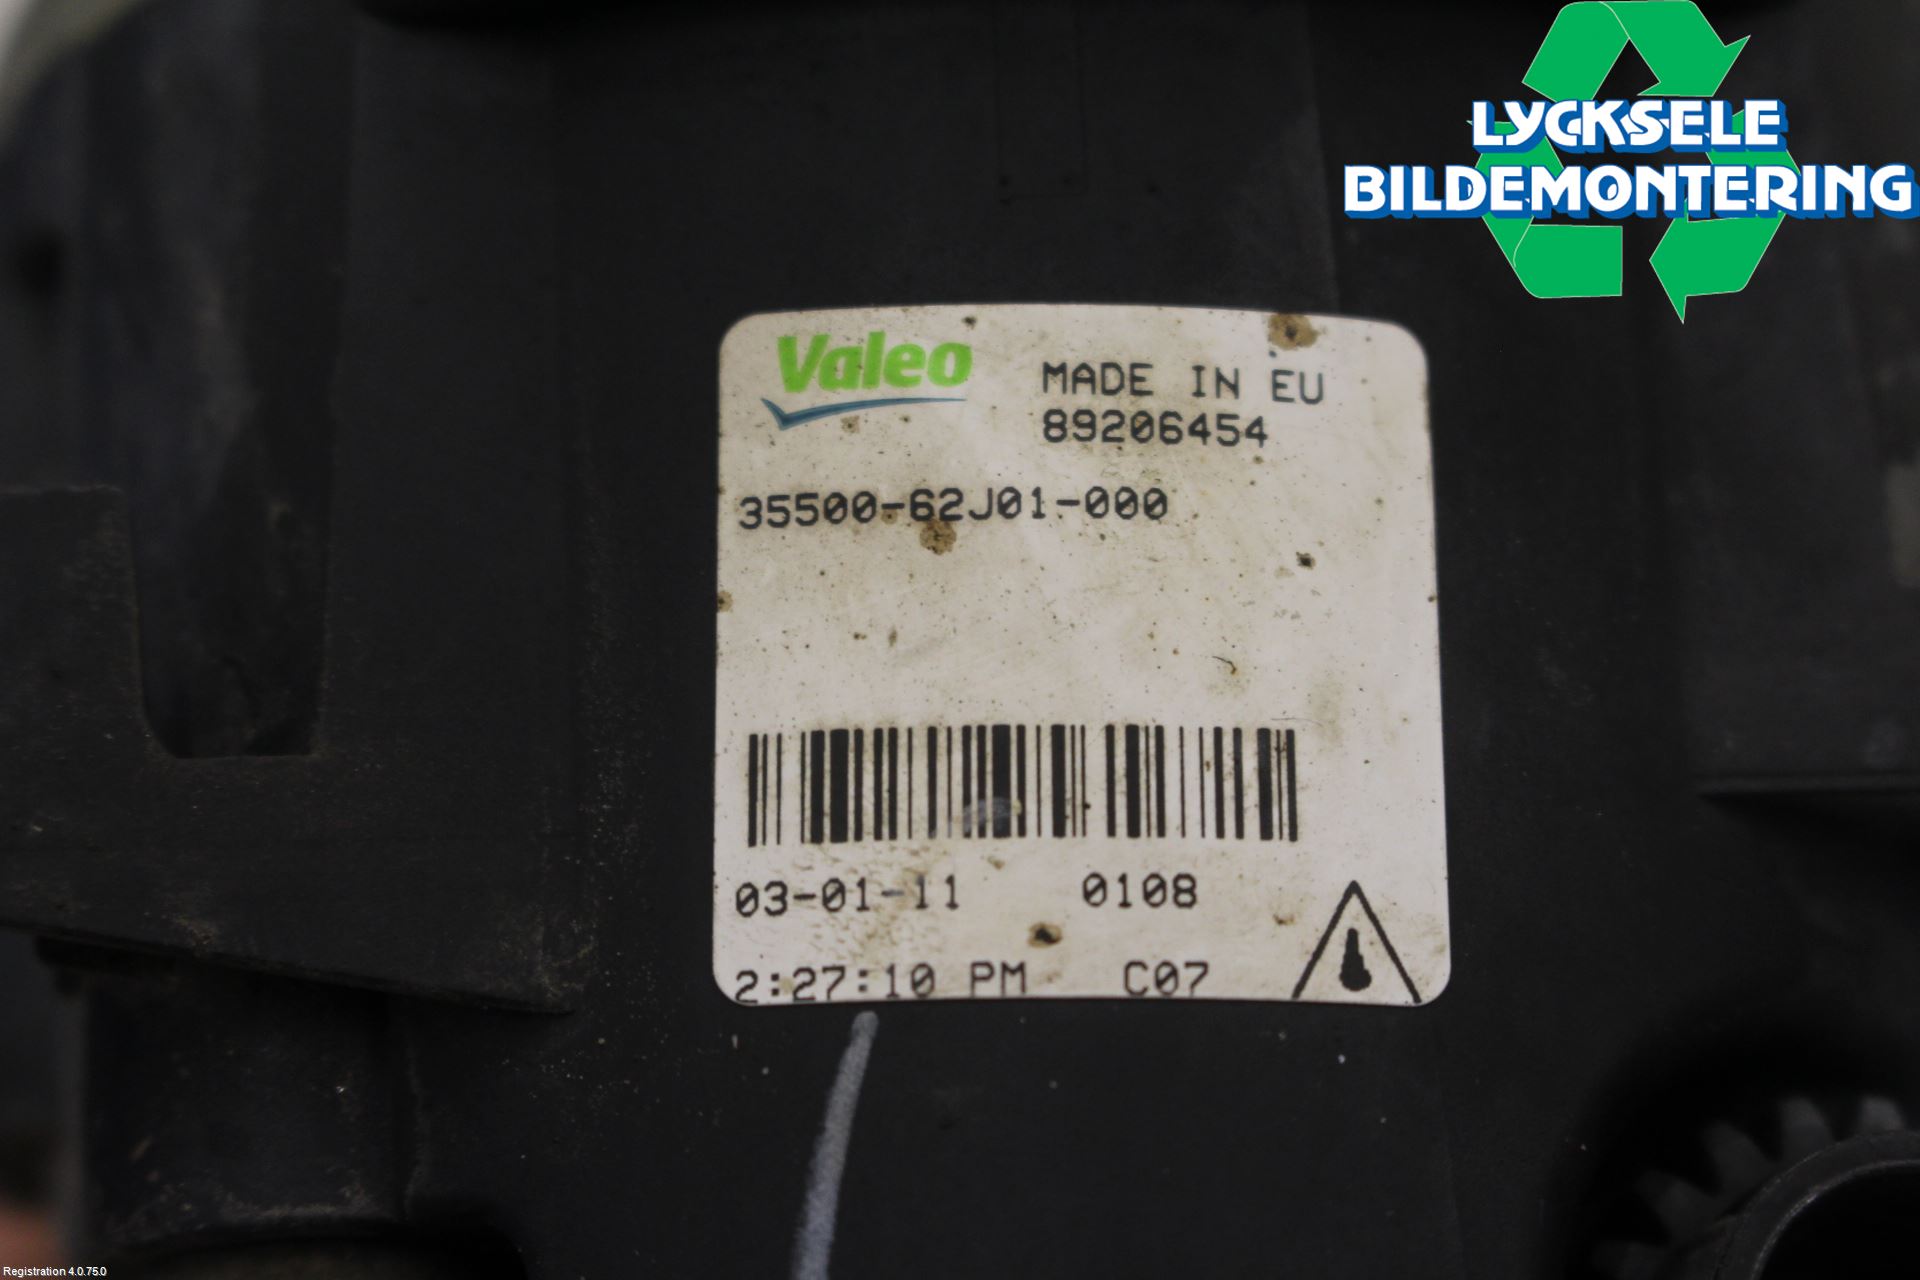 LYCKSELE
BILDEMONTERING
Valeo
MADE IN EU
89206454
35500-62J01-000
03-01-11 0108
2:27:10 PM C07
Registration 4.0.75.0